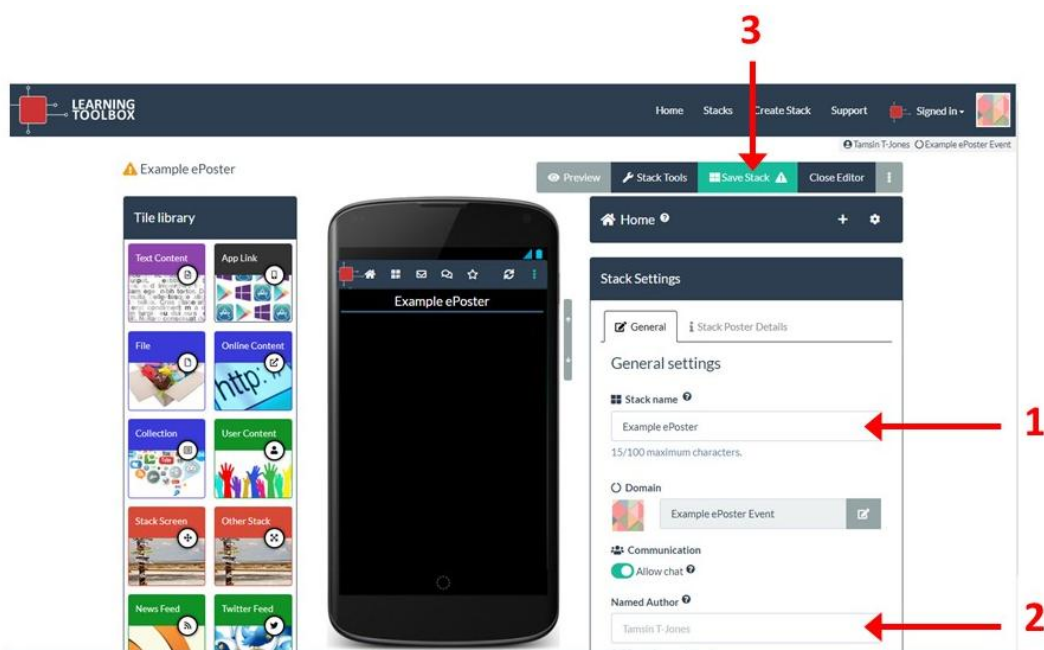 3
LEARNING
TOOLBOX
Home Stacks Create Stack Support Signed in
Tamsin T-Jones Example ePoster Event
Example ePoster
Preview Stack Tools Save Stack Close Editor
Tile library
Text Content App Link
File Online Content
http:
Collection User Content
Stack Screen Other Stack
News Feed Twitter Feed
Example ePoster
Home
Stack Settings
General Stack Poster Details
General settings
Stack name
Example ePoster
1
15/100 maximum characters.
Domain
Example ePoster Event
Communication
Allow chat
Named Author
Tamsin T-Jones
2